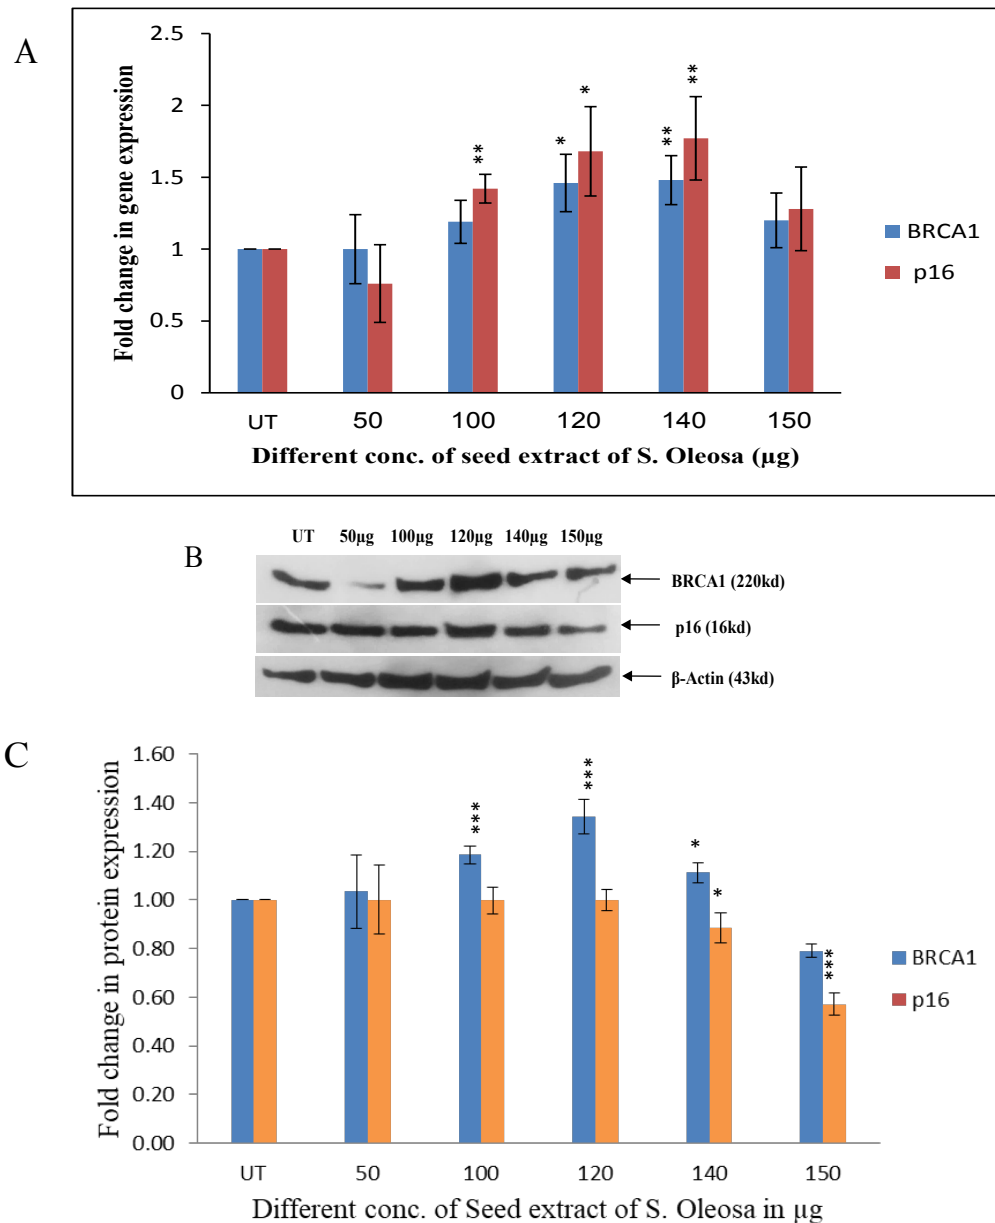 A
Fold change in gene expression
2.5
2
1.5
1
0.5
0
** * * ** **
BRCA1
p16
UT 50 100 120 140 150
Different conc. of seed extract of S. Oleosa (µg)
B
UT 50µg 100µg 120µg 140µg 150µg
BRCA1 (220kd)
p16 (16kd)
β-Actin (43kd)
C
Fold change in protein expression
1.60
1.40
1.20
1.00
0.80
0.60
0.40
0.20
0.00
*** *** * * ***
BRCA1
p16
UT 50 100 120 140 150
Different conc. of Seed extract of S. Oleosa in µg